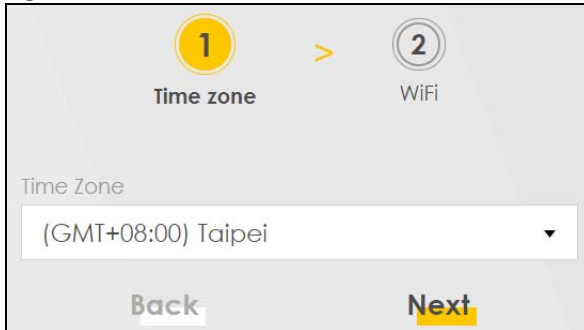 1 > 2
Time zone WiFi
Time Zone
(GMT+08:00) Taipei
Back Next